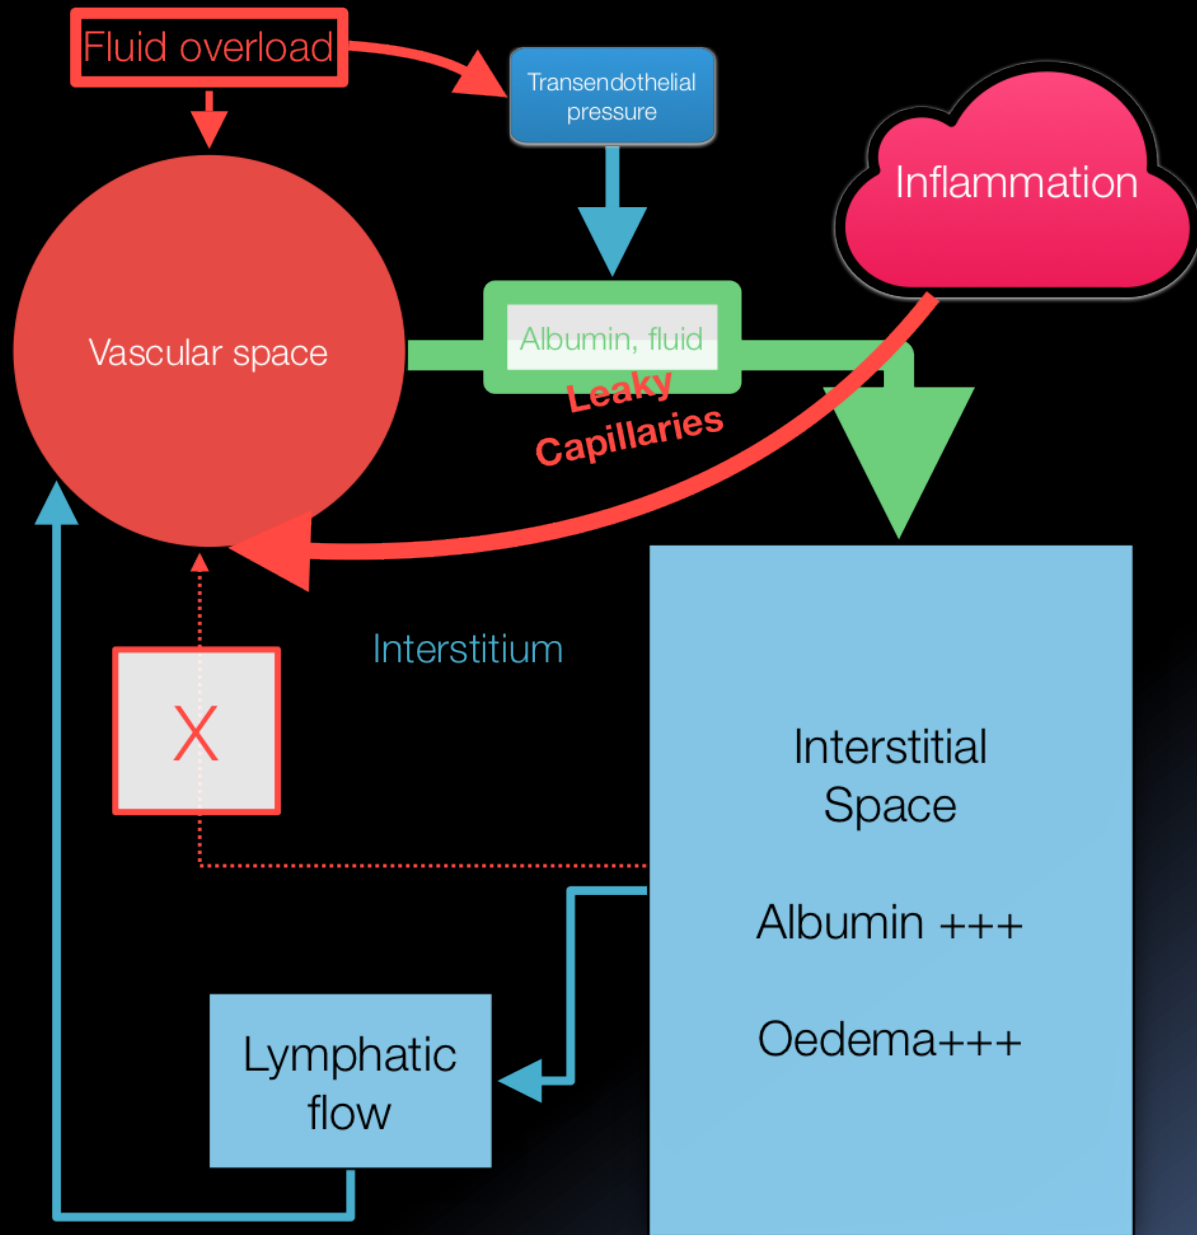 Fluid overload
Transendothelial
pressure
Inflammation
Vascular space
Albumin, fluid
Leaky
Capillaries
Interstitium
X
Interstitial
Space
Albumin +++
Oedema+++
Lymphatic
flow